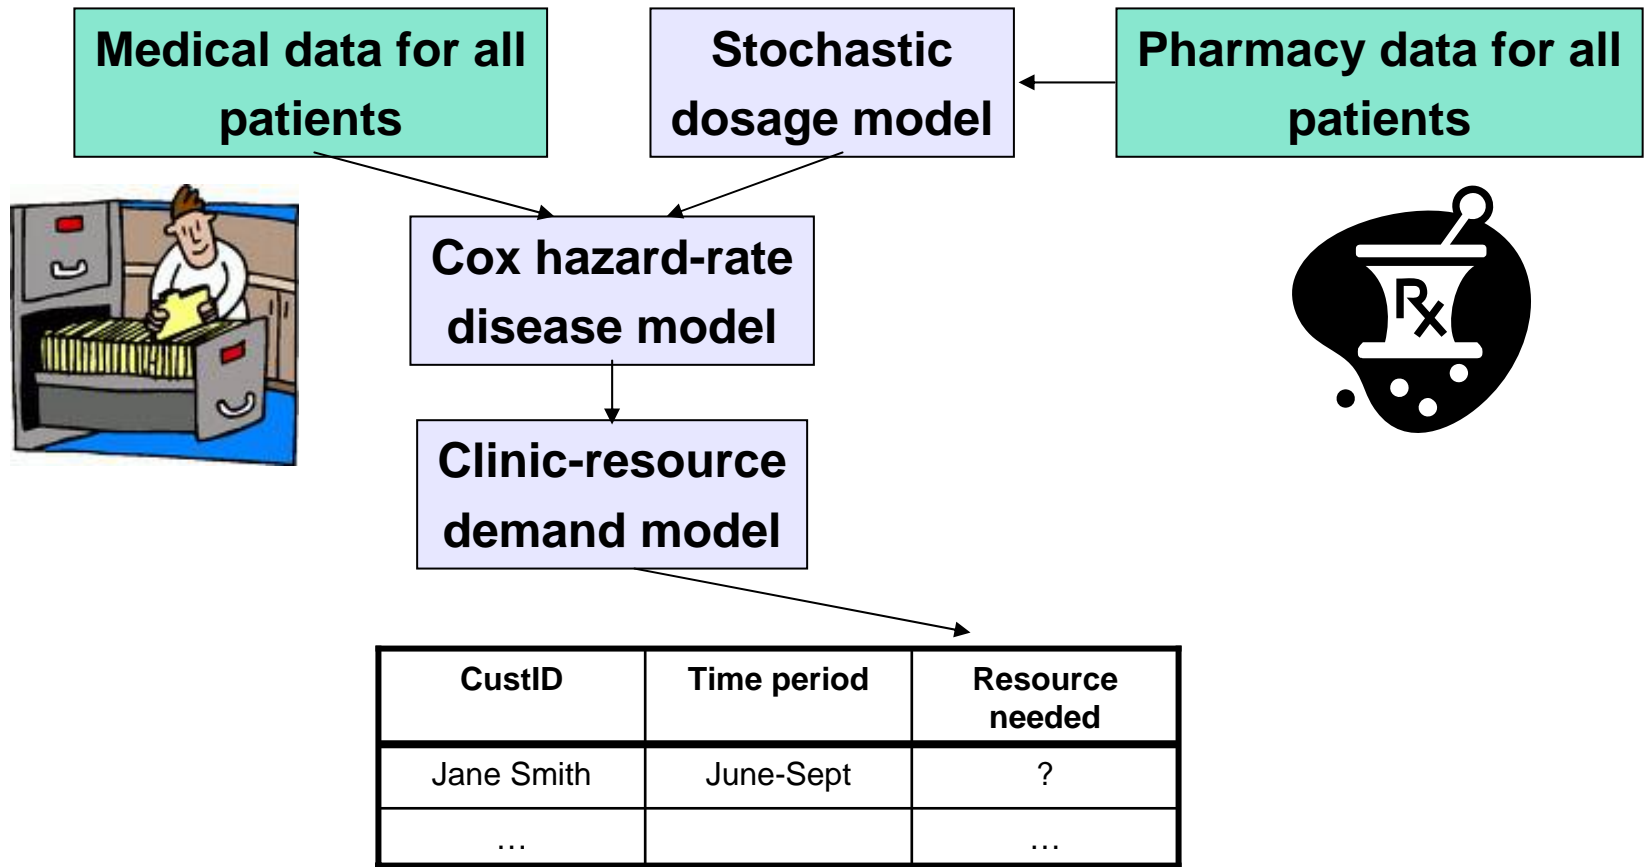 Medical data for all
patients
Stochastic
dosage model
Pharmacy data for all
patients
Cox hazard-rate
disease model
Rx
Clinic-resource
demand model
CustID
Time period
Resource
needed
Jane Smith
June-Sept
?
…
…